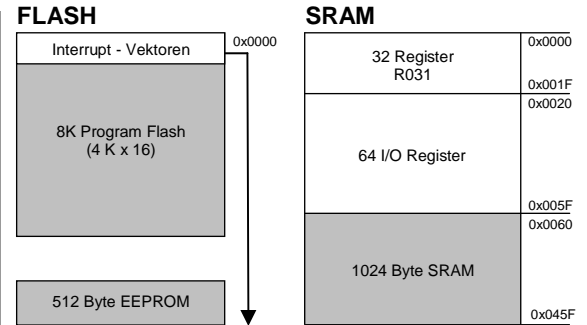 FLASH
Interrupt - Vektoren
0x0000
8K Program Flash
(4 K x 16)
512 Byte EEPROM
SRAM
32 Register
R031
0x0000
0x001F
0x0020
64 I/O Register
0x005F
0x0060
1024 Byte SRAM
0x045F